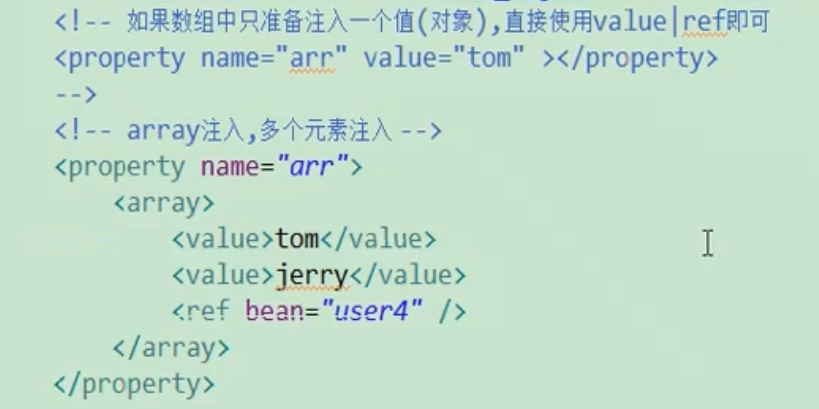 <!-- 如果数组中只准备注入一个值(对象),直接使用value|ref即可
<property name="arr" value="tom" ></property>
-->
<!-- array注入,多个元素注入 -->
<property name="arr">
<array>
<value>tom</value>
<value>jerry</value>
<ref bean="user4" />
</array>
</property>